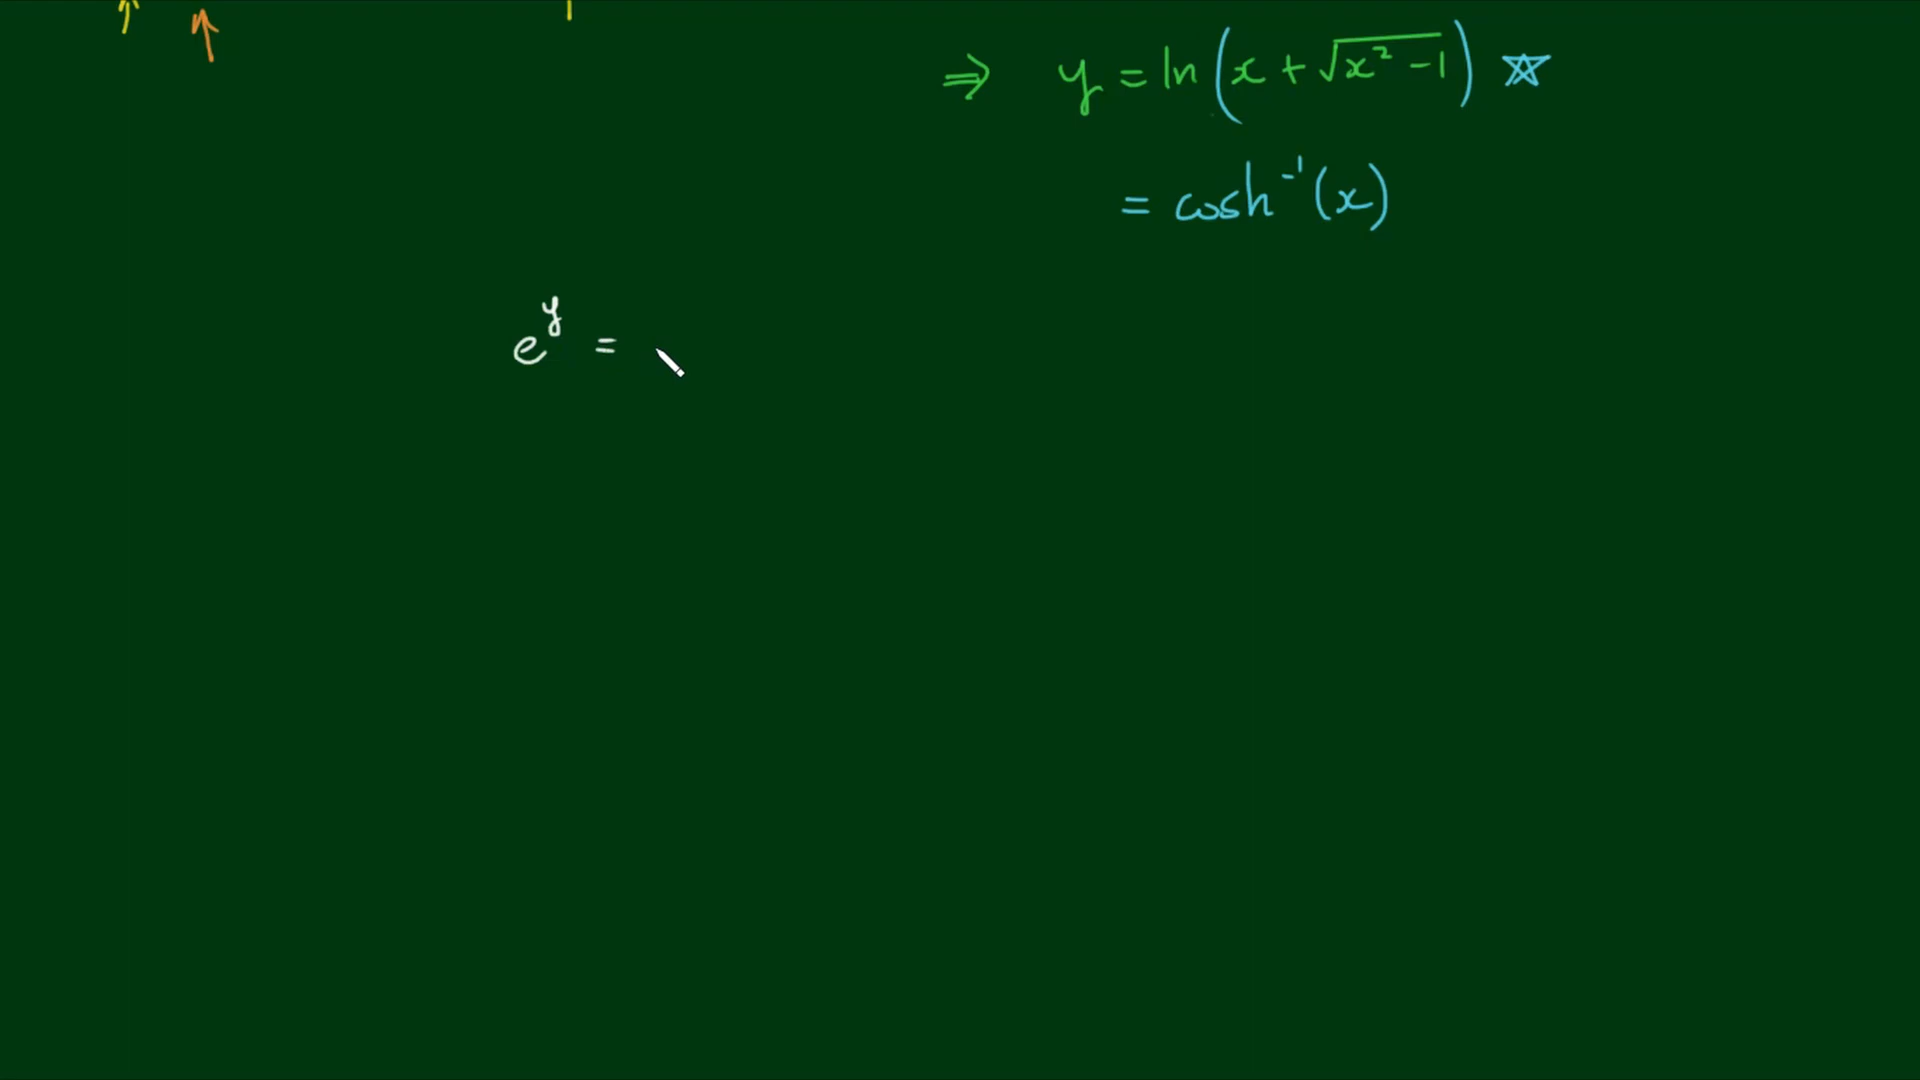 ⇒ y = ln(x + √(x² - 1)) ☆
= cosh⁻¹(x)
e^y =